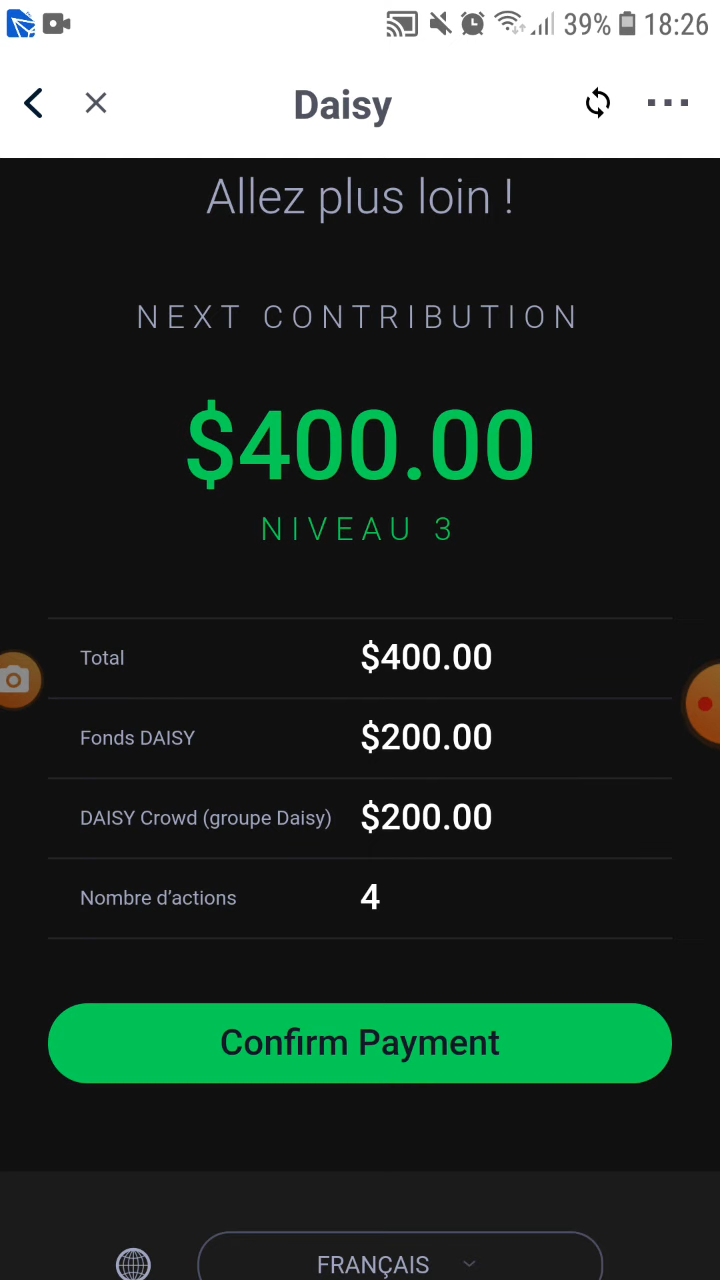 39% 18:26
Daisy
Allez plus loin !
NEXT CONTRIBUTION
$400.00
NIVEAU 3
Total $400.00
Fonds DAISY $200.00
DAISY Crowd (groupe Daisy) $200.00
Nombre d’actions 4
Confirm Payment
FRANÇAIS